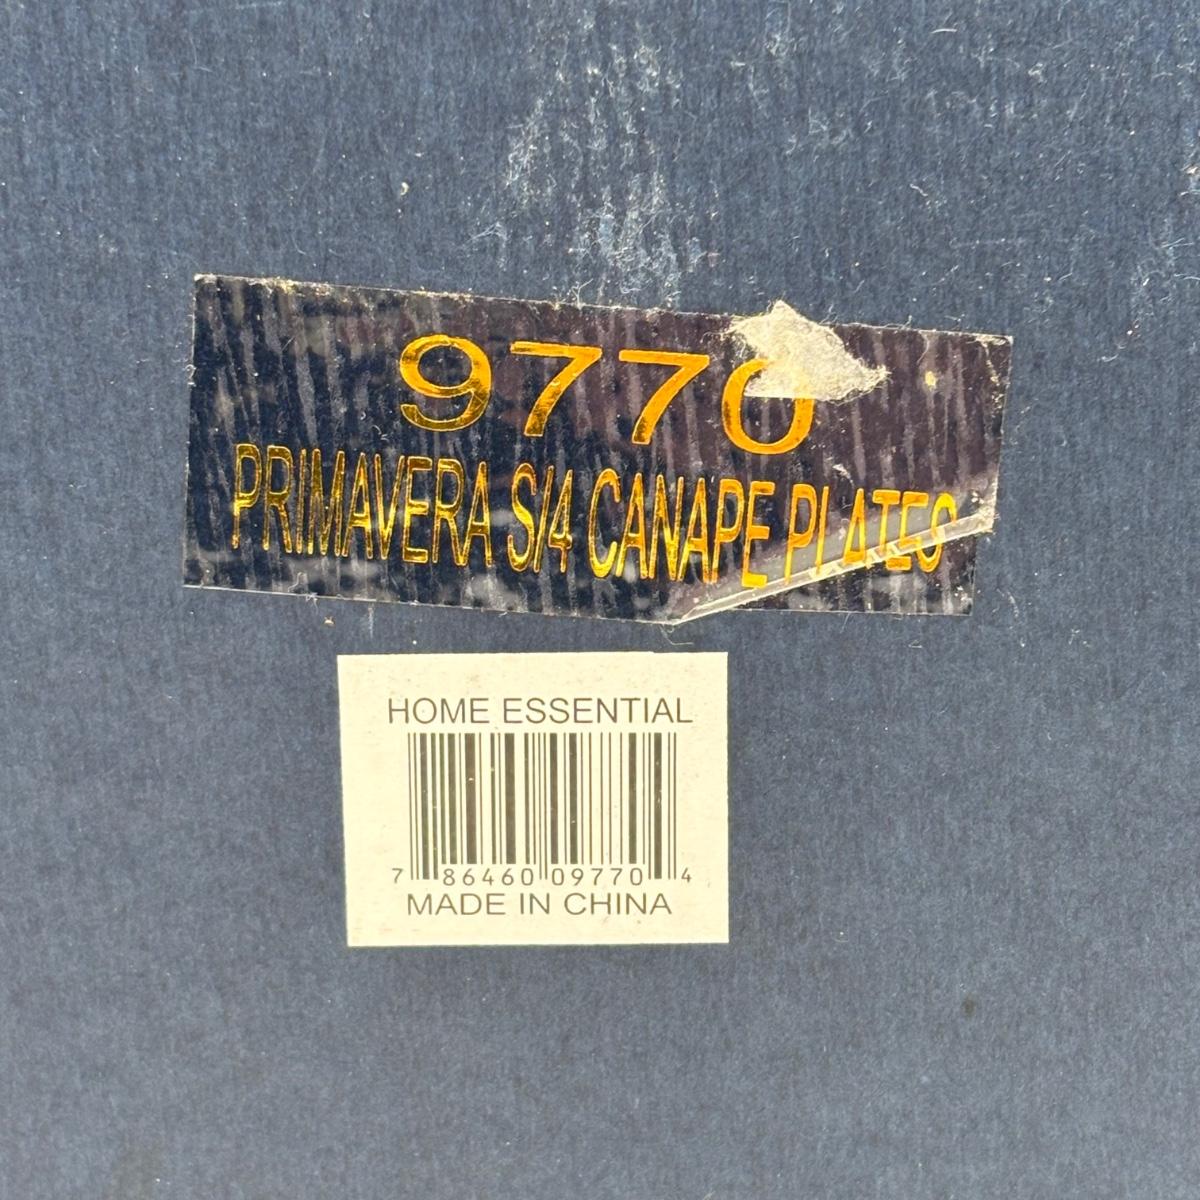 9770
PRIMAVERA S/4 CANAPE PLATES
HOME ESSENTIAL
7 86460 09770 4
MADE IN CHINA